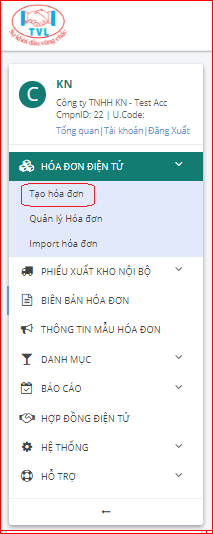 TVL
Sự khởi đầu vững chắc
C
KN
Công ty TNHH KN - Test Acc
CmpnID: 22 | U.Code:
Tổng quan|Tài khoản|Đăng Xuất
HÓA ĐƠN ĐIỆN TỬ
Tạo hóa đơn
Quản lý Hóa đơn
Import hóa đơn
PHIẾU XUẤT KHO NỘI BỘ
BIÊN BẢN HÓA ĐƠN
THÔNG TIN MẪU HÓA ĐƠN
DANH MỤC
BÁO CÁO
HỢP ĐỒNG ĐIỆN TỬ
HỆ THỐNG
HỖ TRỢ